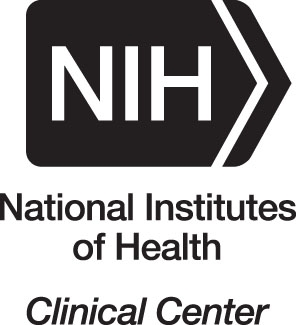 NIH
National Institutes
of Health
Clinical Center